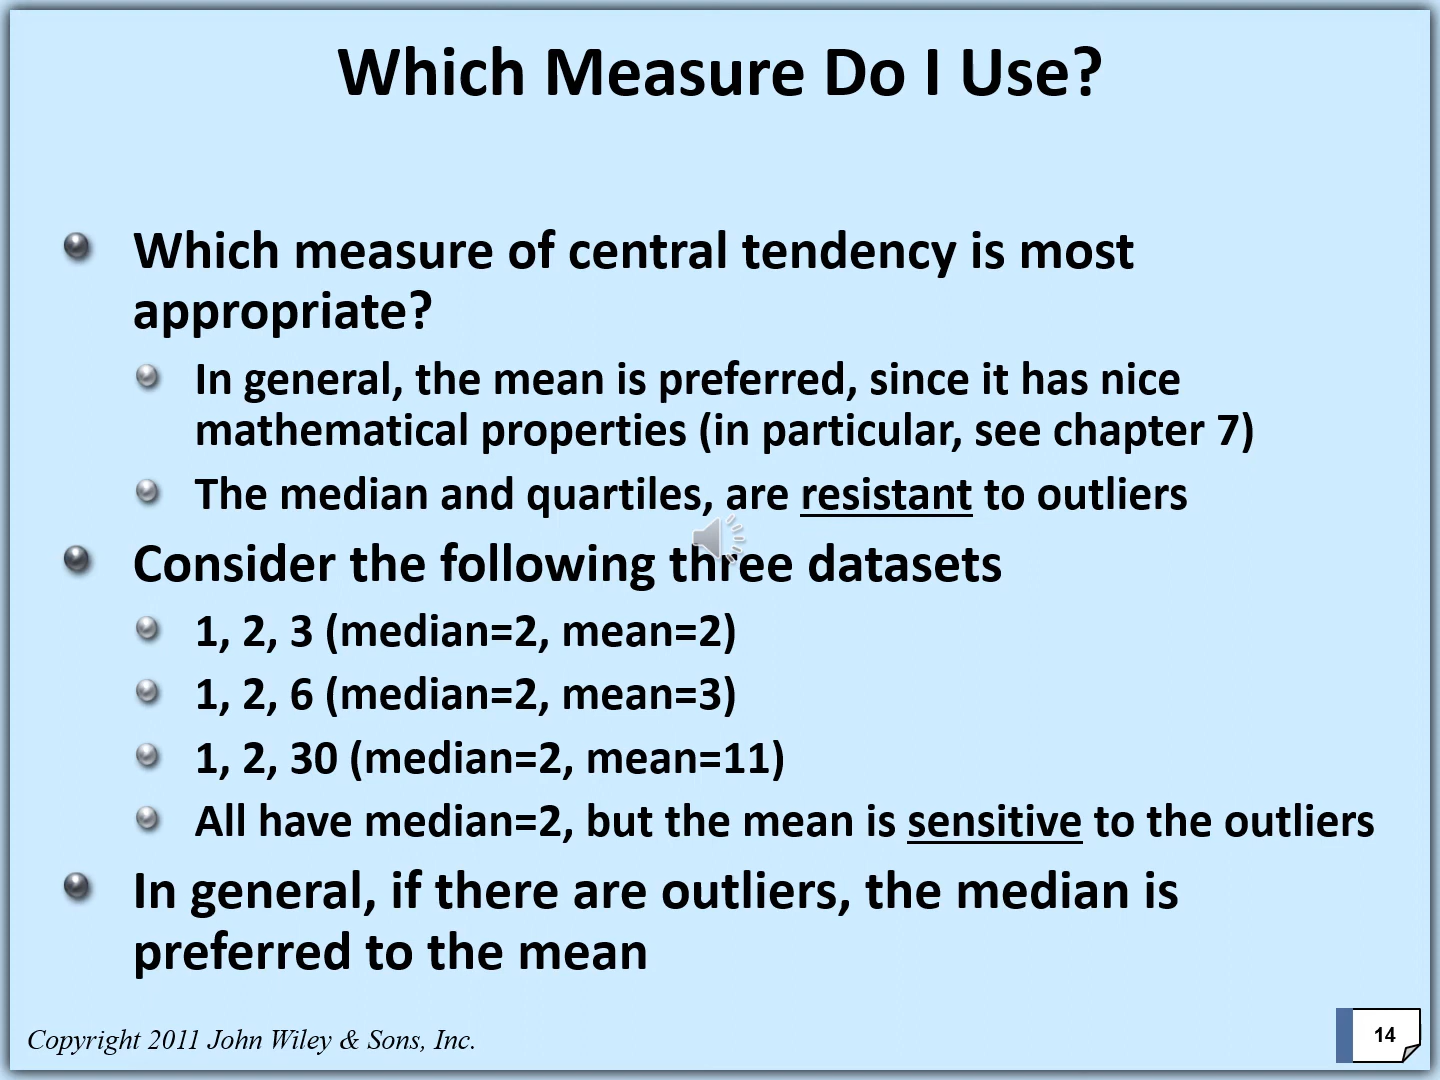 Which Measure Do I Use?
Which measure of central tendency is most
appropriate?
In general, the mean is preferred, since it has nice
mathematical properties (in particular, see chapter 7)
The median and quartiles, are resistant to outliers
Consider the following three datasets
1, 2, 3 (median=2, mean=2)
1, 2, 6 (median=2, mean=3)
1, 2, 30 (median=2, mean=11)
All have median=2, but the mean is sensitive to the outliers
In general, if there are outliers, the median is
preferred to the mean
Copyright 2011 John Wiley & Sons, Inc.
14